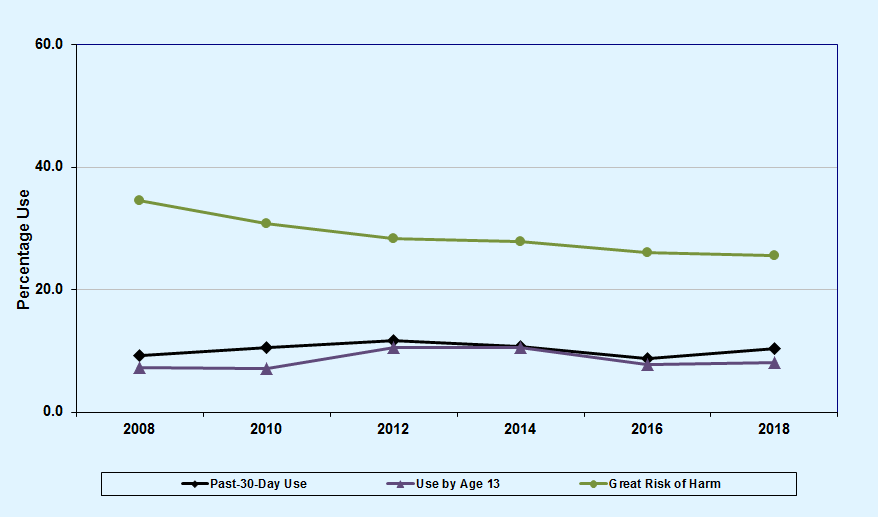 60.0
40.0
20.0
0.0
Percentage Use
2008 2010 2012 2014 2016 2018
Past-30-Day Use Use by Age 13 Great Risk of Harm